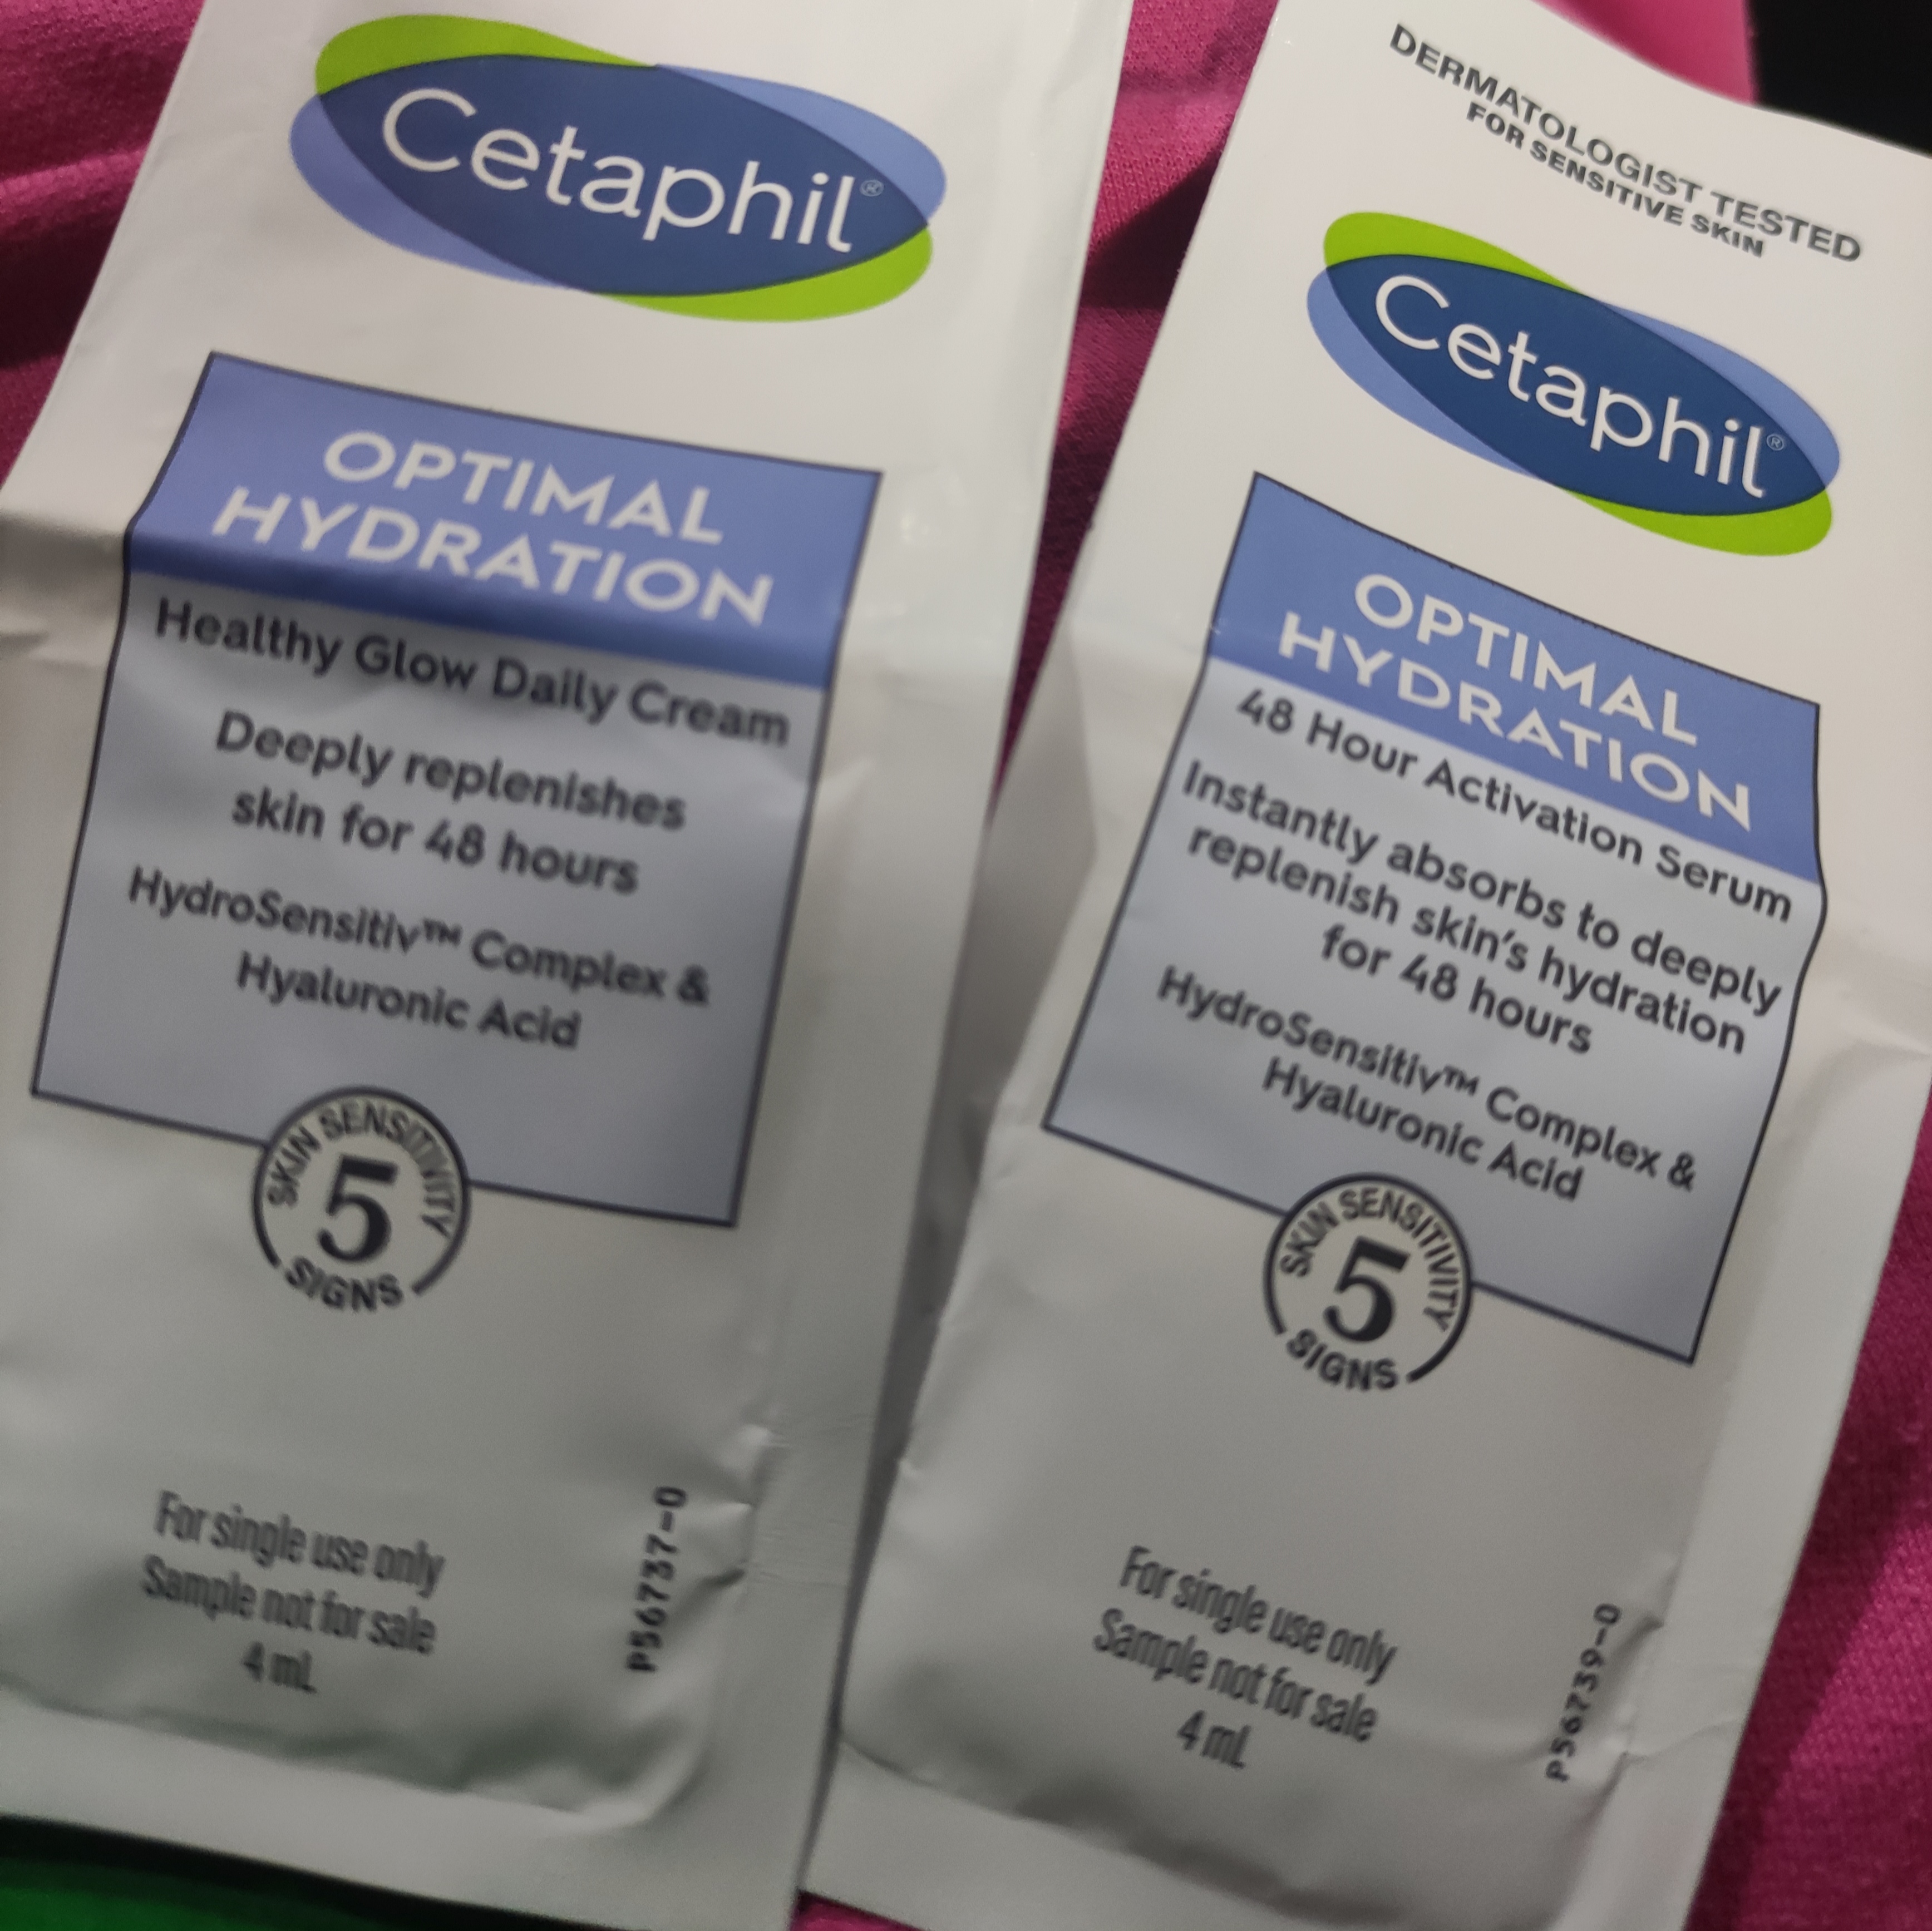 Cetaphil®
OPTIMAL
HYDRATION
Healthy Glow Daily Cream
Deeply replenishes
skin for 48 hours
HydroSensitiv™ Complex &
Hyaluronic Acid
SKIN SENSITIVITY
5
SIGNS
For single use only
Sample not for sale
4 mL
P56737-0
DERMATOLOGIST TESTED
FOR SENSITIVE SKIN
Cetaphil®
OPTIMAL
HYDRATION
48 Hour Activation Serum
Instantly absorbs to deeply
replenish skin's hydration
for 48 hours
HydroSensitiv™ Complex &
Hyaluronic Acid
SKIN SENSITIVITY
5
SIGNS
For single use only
Sample not for sale
4 mL
P56739-0